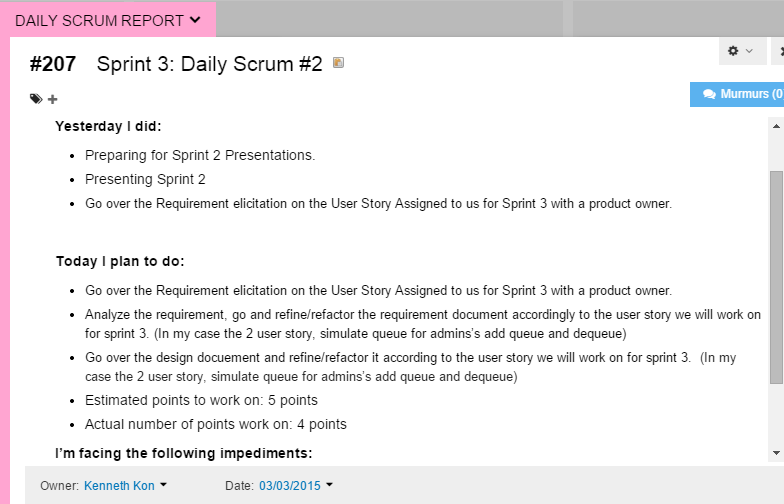 DAILY SCRUM REPORT
#207 Sprint 3: Daily Scrum #2
Murmurs (0
Yesterday I did:
Preparing for Sprint 2 Presentations.
Presenting Sprint 2
Go over the Requirement elicitation on the User Story Assigned to us for Sprint 3 with a product owner.
Today I plan to do:
Go over the Requirement elicitation on the User Story Assigned to us for Sprint 3 with a product owner.
Analyze the requirement, go and refine/refactor the requirement document accordingly to the user story we will work on
for sprint 3. (In my case the 2 user story, simulate queue for admins's add queue and dequeue)
Go over the design docuement and refine/refactor it according to the user story we will work on for sprint 3. (In my
case the 2 user story, simulate queue for admins's add queue and dequeue)
Estimated points to work on: 5 points
Actual number of points work on: 4 points
I'm facing the following impediments:
Owner: Kenneth Kon Date: 03/03/2015